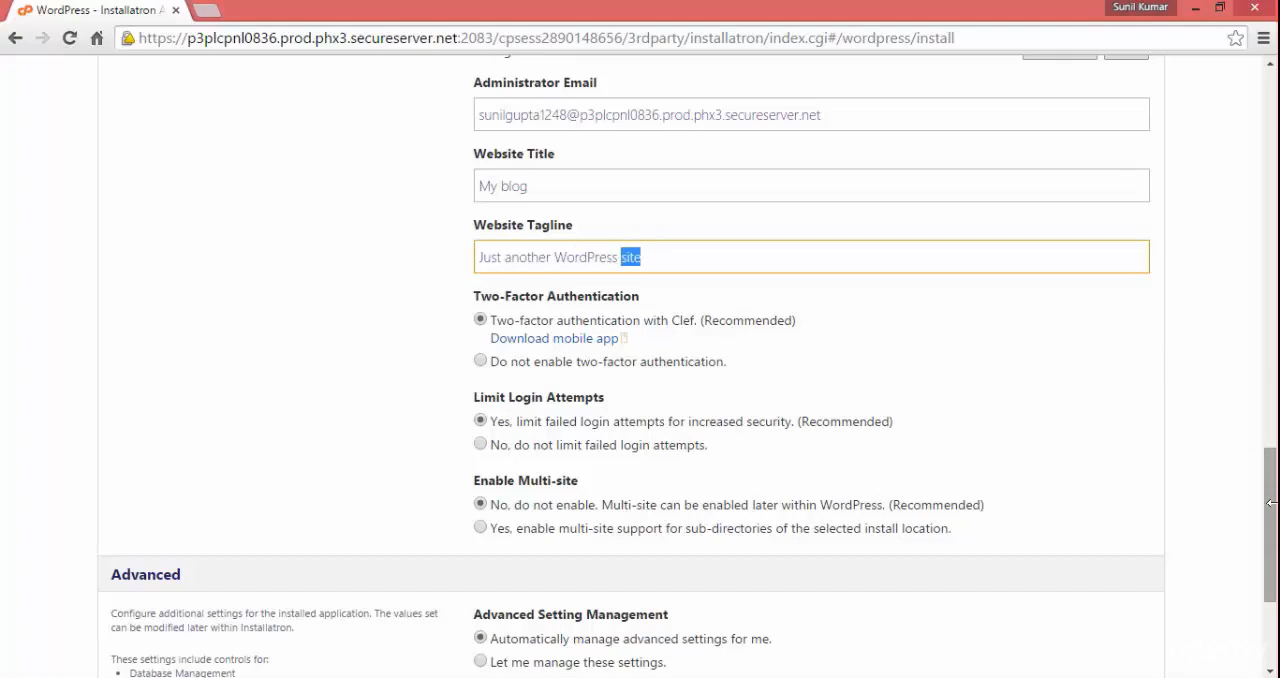 WordPress - Installatron A
Sunil Kumar
https://p3plcpnl0836.prod.phx3.secureserver.net:2083/cpsess2890148656/3rdparty/installatron/index.cgi#/wordpress/install
Administrator Email
sunilgupta1248@p3plcpnl0836.prod.phx3.secureserver.net
Website Title
My blog
Website Tagline
Just another WordPress site
Two-Factor Authentication
Two-factor authentication with Clef. (Recommended)
Download mobile app
Do not enable two-factor authentication.
Limit Login Attempts
Yes, limit failed login attempts for increased security. (Recommended)
No, do not limit failed login attempts.
Enable Multi-site
No, do not enable. Multi-site can be enabled later within WordPress. (Recommended)
Yes, enable multi-site support for sub-directories of the selected install location.
Advanced
Configure additional settings for the installed application. The values set
can be modified later within Installatron.
These settings include controls for:
• Database Management
Advanced Setting Management
Automatically manage advanced settings for me.
Let me manage these settings.